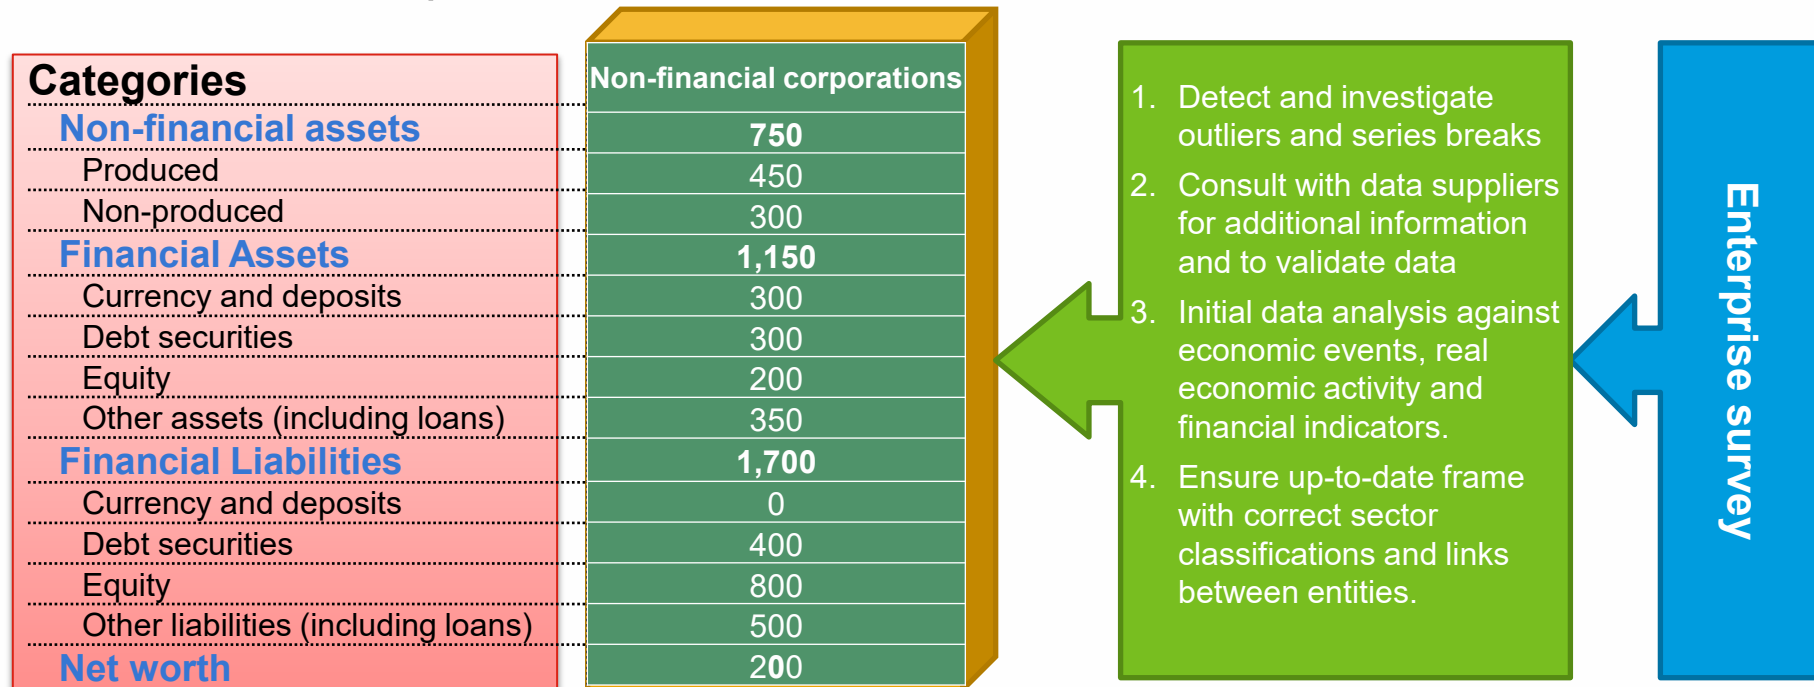 Categories
Non-financial corporations
Non-financial assets
750
Produced
450
Non-produced
300
Financial Assets
1,150
Currency and deposits
300
Debt securities
300
Equity
200
Other assets (including loans)
350
Financial Liabilities
1,700
Currency and deposits
0
Debt securities
400
Equity
800
Other liabilities (including loans)
500
Net worth
200
1. Detect and investigate
outliers and series breaks
2. Consult with data suppliers
for additional information
and to validate data
3. Initial data analysis against
economic events, real
economic activity and
financial indicators.
4. Ensure up-to-date frame
with correct sector
classifications and links
between entities.
Enterprise survey